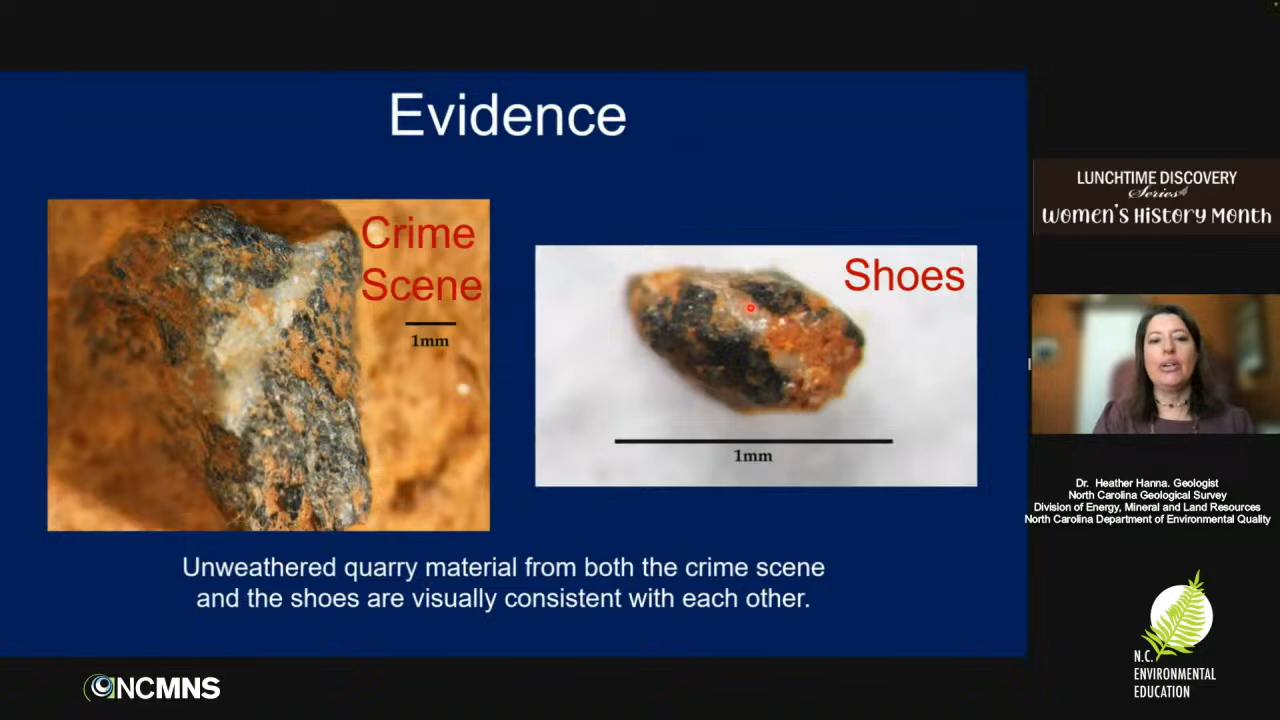 Evidence
Crime
Scene
1mm
Shoes
1mm
Unweathered quarry material from both the crime scene
and the shoes are visually consistent with each other.
LUNCHTIME DISCOVERY
Series
Women's History Month
Dr. Heather Hanna. Geologist
North Carolina Geological Survey
Division of Energy, Mineral and Land Resources
North Carolina Department of Environmental Quality
NCMNS
N.C.
ENVIRONMENTAL
EDUCATION